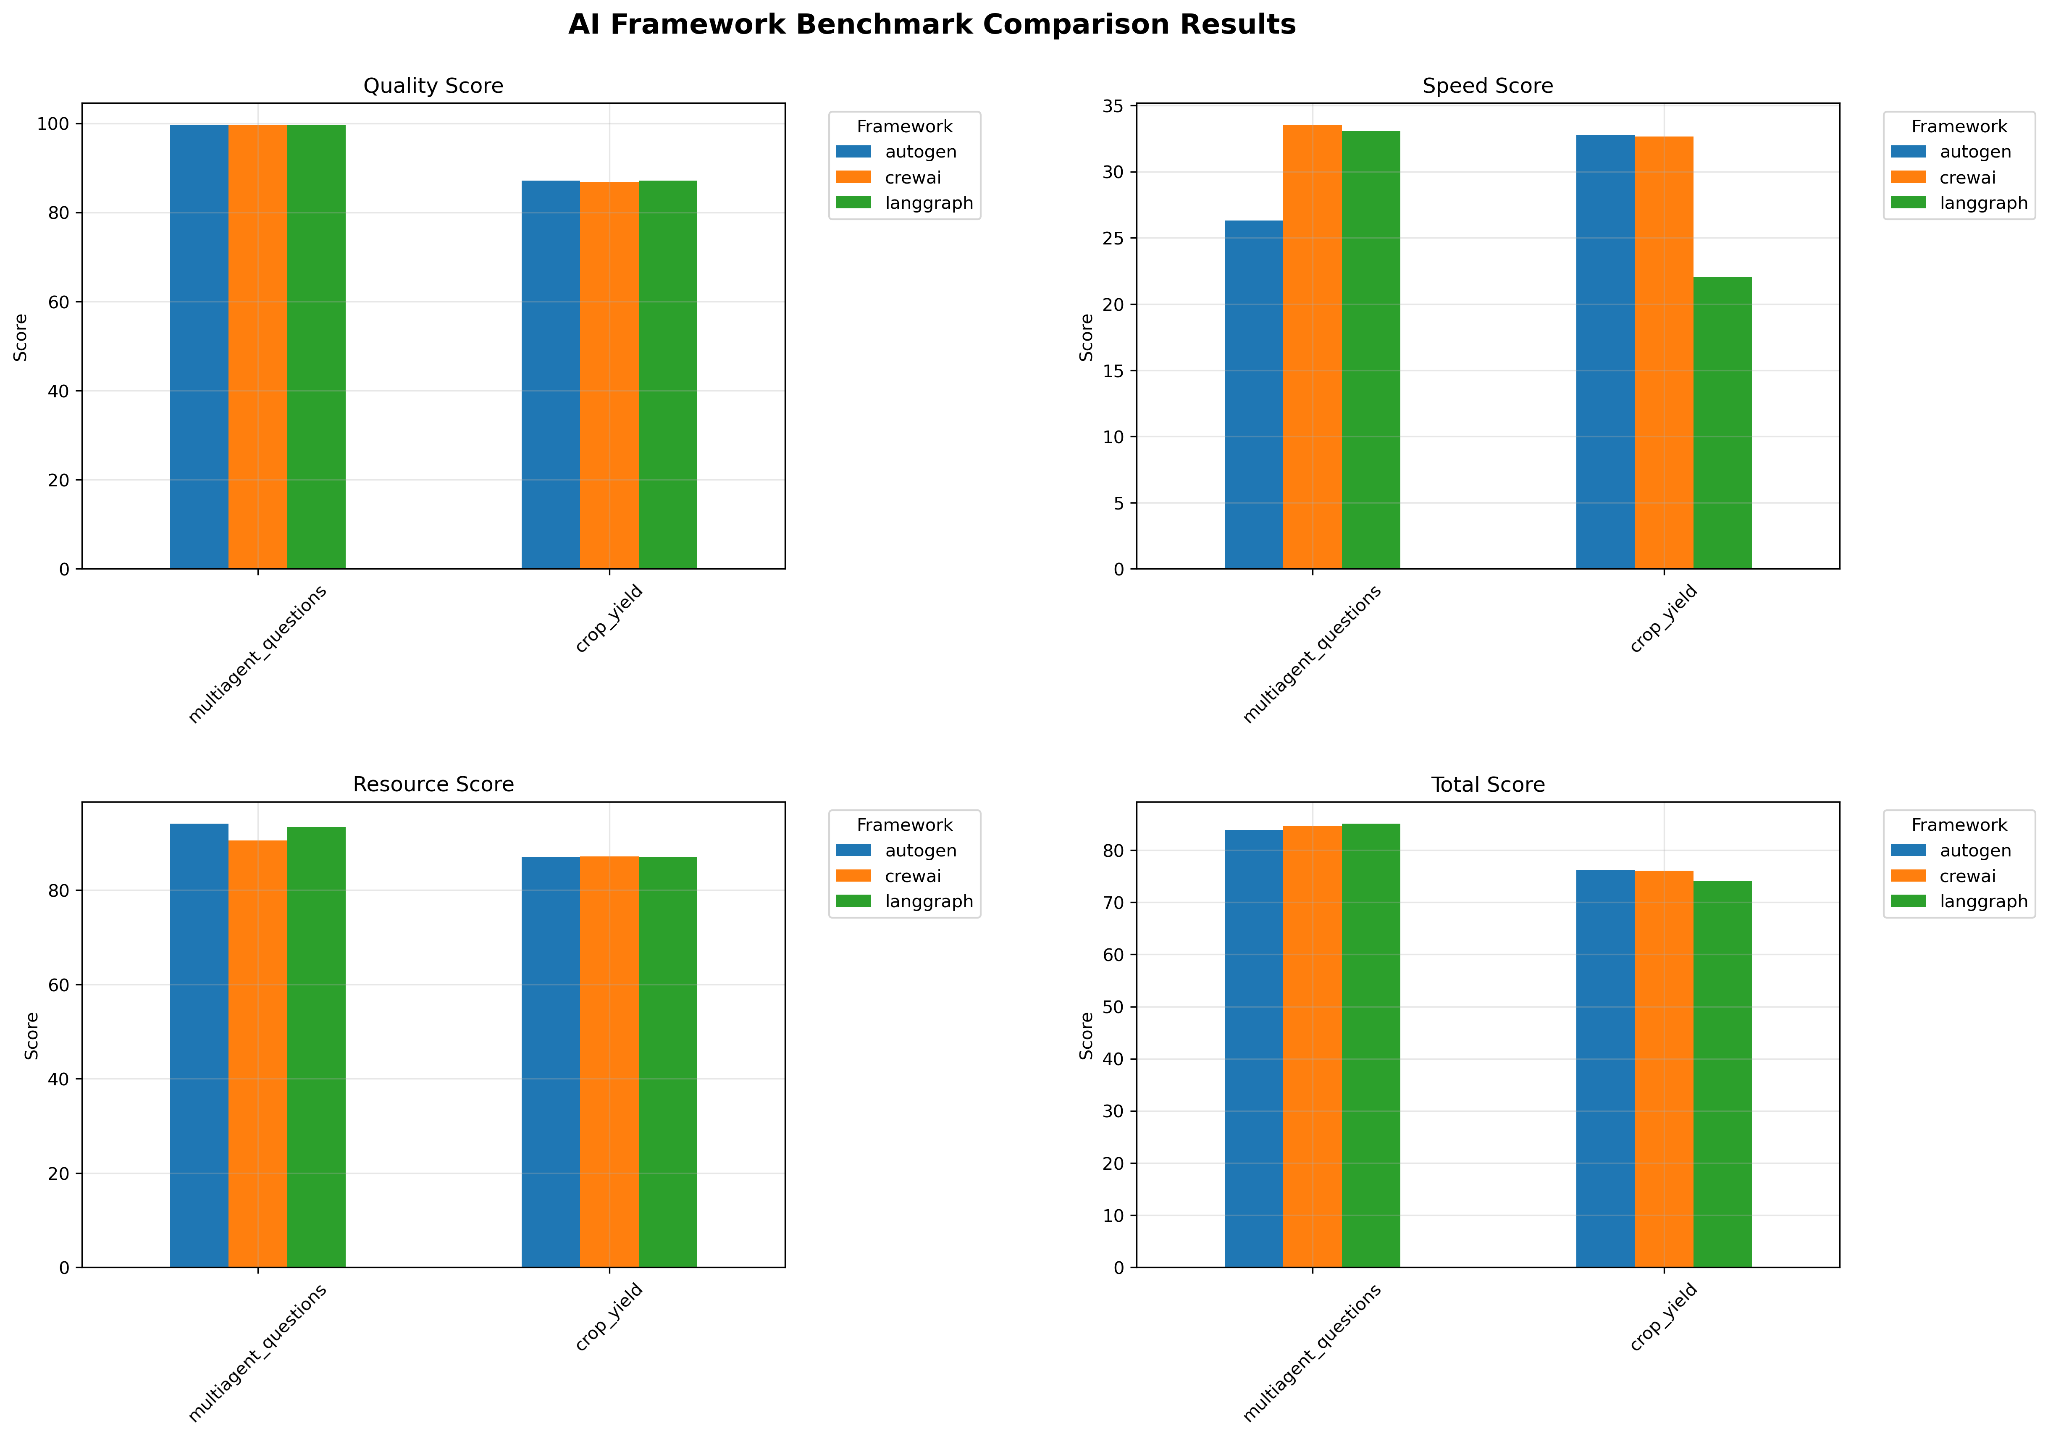 AI Framework Benchmark Comparison Results
Quality Score
Score
100
80
60
40
20
0
multiagent_questions
crop_yield
Framework
autogen
crewai
langgraph
Speed Score
Score
35
30
25
20
15
10
5
0
multiagent_questions
crop_yield
Framework
autogen
crewai
langgraph
Resource Score
Score
80
60
40
20
0
multiagent_questions
crop_yield
Framework
autogen
crewai
langgraph
Total Score
Score
80
70
60
50
40
30
20
10
0
multiagent_questions
crop_yield
Framework
autogen
crewai
langgraph